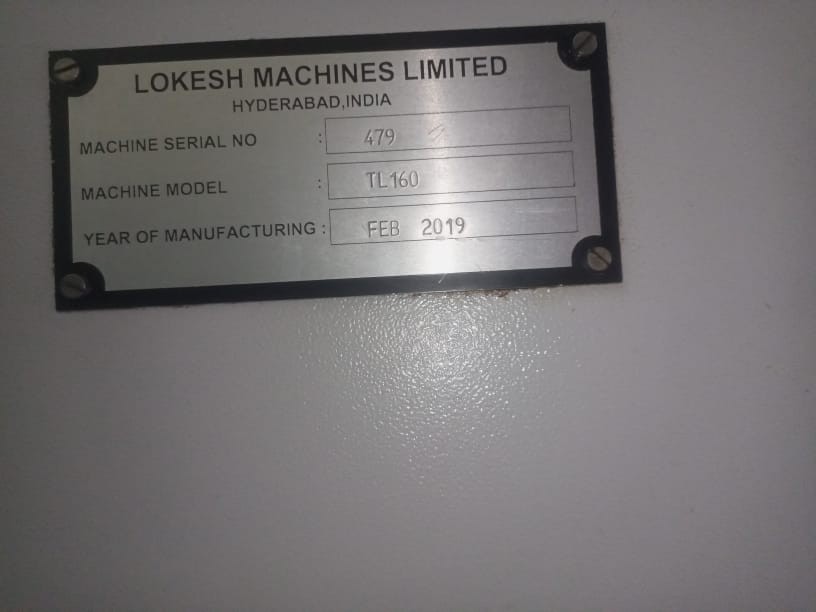 LOKESH MACHINES LIMITED
HYDERABAD,INDIA
MACHINE SERIAL NO : 479
MACHINE MODEL : TL160
YEAR OF MANUFACTURING : FEB 2019